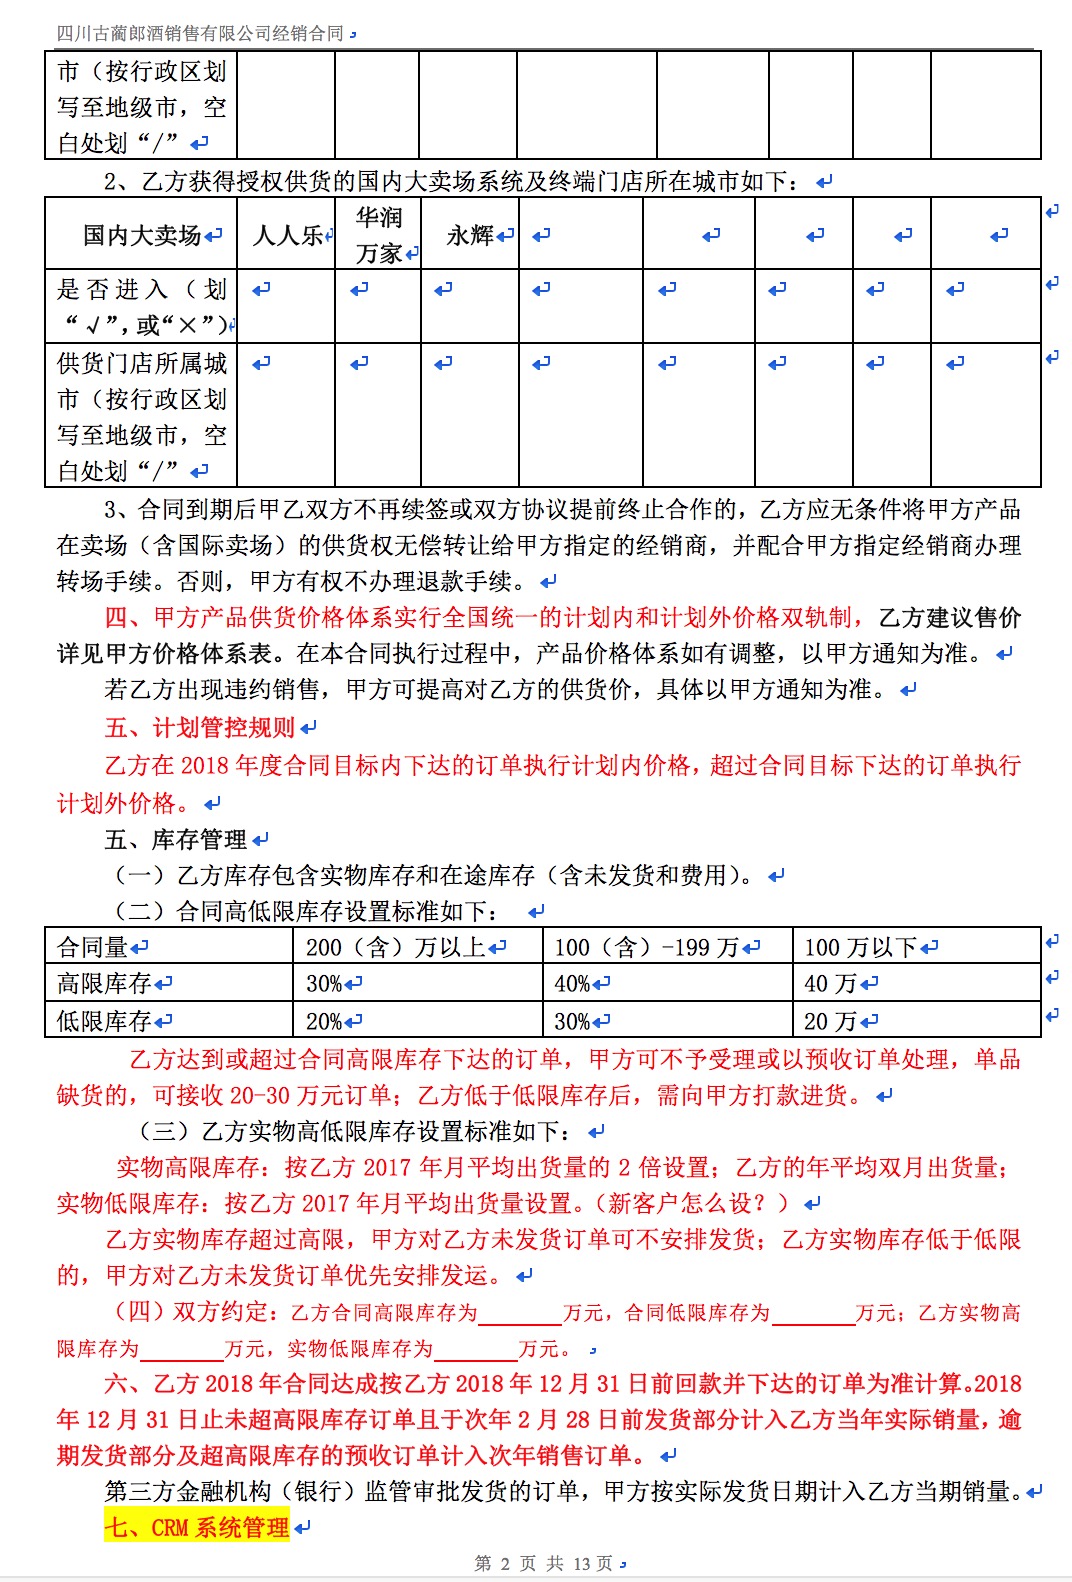 四川古蔺郎酒销售有限公司经销合同
市（按行政区划
写至地级市，空
白处划“/”
2、乙方获得授权供货的国内大卖场系统及终端门店所在城市如下：
国内大卖场 人人乐 华润万家 永辉
是否进入（划
“√”，或“×”）
供货门店所属城
市（按行政区划
写至地级市，空
白处划“/”
3、合同到期后甲乙双方不再续签或双方协议提前终止合作的，乙方应无条件将甲方产品
在卖场（含国际卖场）的供货权无偿转让给甲方指定的经销商，并配合甲方指定经销商办理
转场手续。否则，甲方有权不办理退款手续。
四、甲方产品供货价格体系实行全国统一的计划内和计划外价格双轨制，乙方建议售价
详见甲方价格体系表。在本合同执行过程中，产品价格体系如有调整，以甲方通知为准。
若乙方出现违约销售，甲方可提高对乙方的供货价，具体以甲方通知为准。
五、计划管控规则
乙方在 2018 年度合同目标内下达的订单执行计划内价格，超过合同目标下达的订单执行
计划外价格。
五、库存管理
（一）乙方库存包含实物库存和在途库存（含未发货和费用）。
（二）合同高低限库存设置标准如下：
合同量 200（含）万以上 100（含）-199 万 100 万以下
高限库存 30% 40% 40 万
低限库存 20% 30% 20 万
乙方达到或超过合同高限库存下达的订单，甲方可不予受理或以预收订单处理，单品
缺货的，可接收 20-30 万元订单；乙方低于低限库存后，需向甲方打款进货。
（三）乙方实物高低限库存设置标准如下：
实物高限库存：按乙方 2017 年月平均出货量的 2 倍设置；乙方的年平均双月出货量；
实物低限库存：按乙方 2017 年月平均出货量设置。（新客户怎么设？）
乙方实物库存超过高限，甲方对乙方未发货订单可不安排发货；乙方实物库存低于低限
的，甲方对乙方未发货订单优先安排发运。
（四）双方约定：乙方合同高限库存为________万元，合同低限库存为________万元；乙方实物高
限库存为________万元，实物低限库存为________万元。
六、乙方 2018 年合同达成按乙方 2018 年 12 月 31 日前回款并下达的订单为准计算。2018
年 12 月 31 日止未超高限库存订单且于次年 2 月 28 日前发货部分计入乙方当年实际销量，逾
期发货部分及超高限库存的预收订单计入次年销售订单。
第三方金融机构（银行）监管审批发货的订单，甲方按实际发货日期计入乙方当期销量。
七、CRM 系统管理
第 2 页 共 13 页